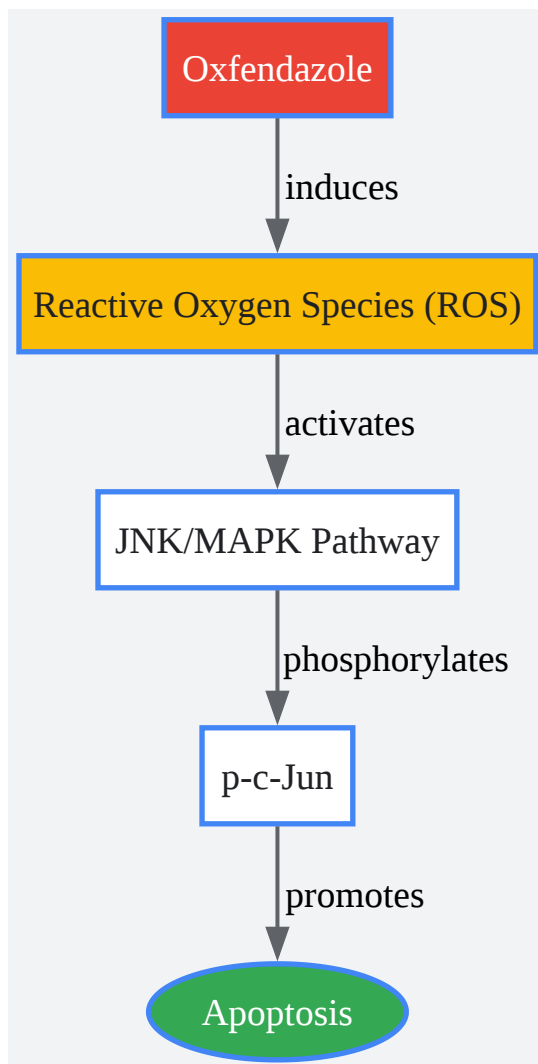 Oxfendazole
induces
Reactive Oxygen Species (ROS)
activates
JNK/MAPK Pathway
phosphorylates
p-c-Jun
promotes
Apoptosis